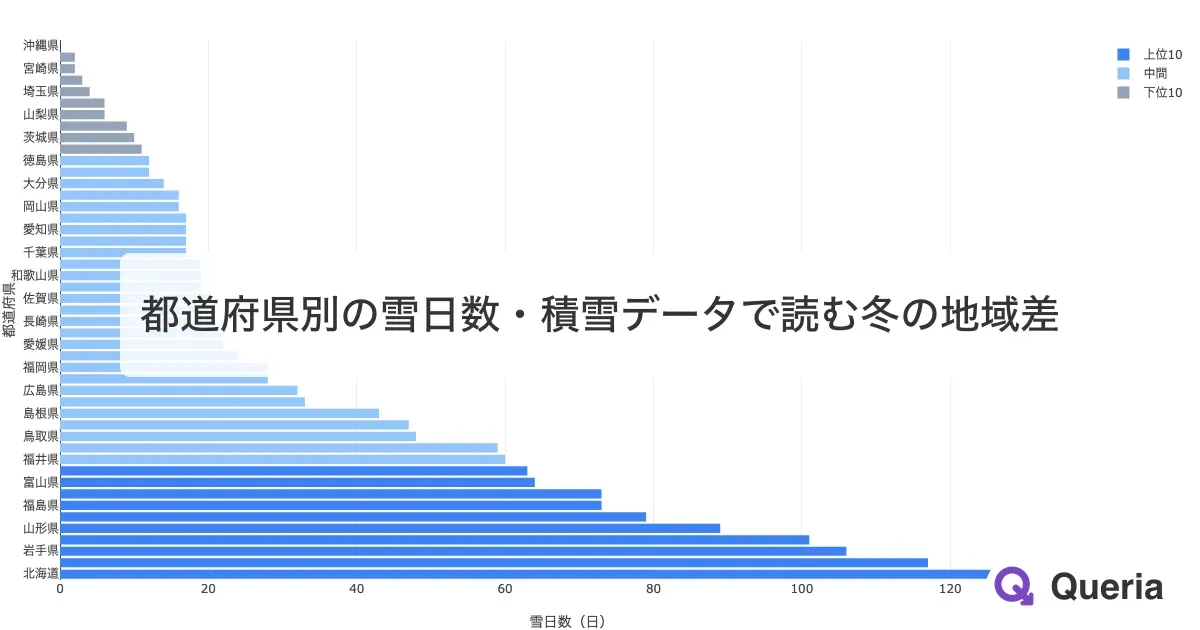 沖縄県
宮崎県
埼玉県
山梨県
茨城県
徳島県
大分県
岡山県
愛知県
千葉県
和歌山県
佐賀県
長崎県
愛媛県
福岡県
広島県
島根県
鳥取県
福井県
富山県
福島県
山形県
岩手県
北海道
都道府県
0 20 40 60 80 100 120
雪日数（日）
上位10
中間
下位10
都道府県別の雪日数・積雪データで読む冬の地域差
Queria